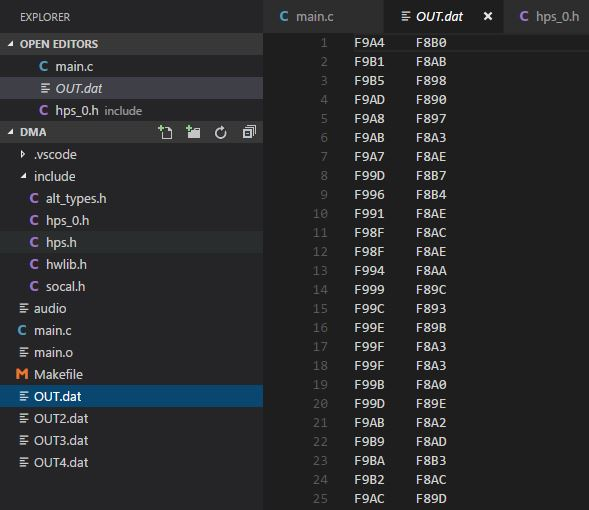 EXPLORER
OPEN EDITORS
C main.c
OUT.dat
C hps_0.h include
DMA
.vscode
include
C alt_types.h
C hps_0.h
C hps.h
C hwlib.h
C socal.h
audio
C main.c
main.o
M Makefile
OUT.dat
OUT2.dat
OUT3.dat
OUT4.dat
C main.c OUT.dat × C hps_0.h
1 F9A4 F8B0
2 F9B1 F8AB
3 F9B5 F898
4 F9AD F890
5 F9A8 F897
6 F9AB F8A3
7 F9A7 F8AE
8 F99D F8B7
9 F996 F8B4
10 F991 F8AE
11 F98F F8AC
12 F98F F8AE
13 F994 F8AA
14 F999 F89C
15 F99C F893
16 F99E F89B
17 F99F F8A3
18 F99F F8A3
19 F99B F8A0
20 F99D F89E
21 F9AB F8A2
22 F9B9 F8AD
23 F9BA F8B3
24 F9B2 F8AC
25 F9AC F89D